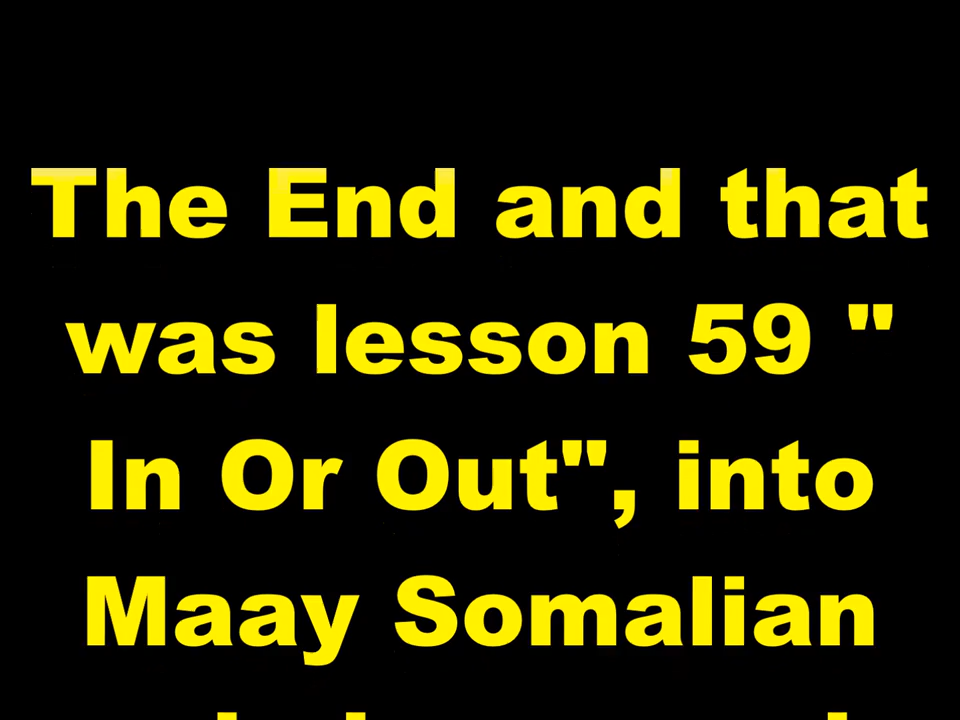 The End and that
was lesson 59 "
In Or Out", into
Maay Somalian